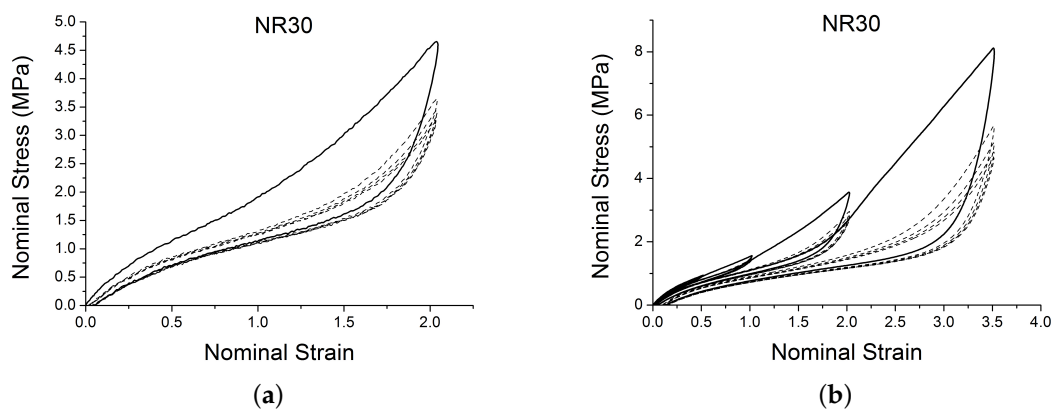 NR30
Nominal Stress (MPa)
5.0
4.5
4.0
3.5
3.0
2.5
2.0
1.5
1.0
0.5
0.0
0.0 0.5 1.0 1.5 2.0
Nominal Strain
(a)
NR30
Nominal Stress (MPa)
8
6
4
2
0
0.0 0.5 1.0 1.5 2.0 2.5 3.0 3.5 4.0
Nominal Strain
(b)